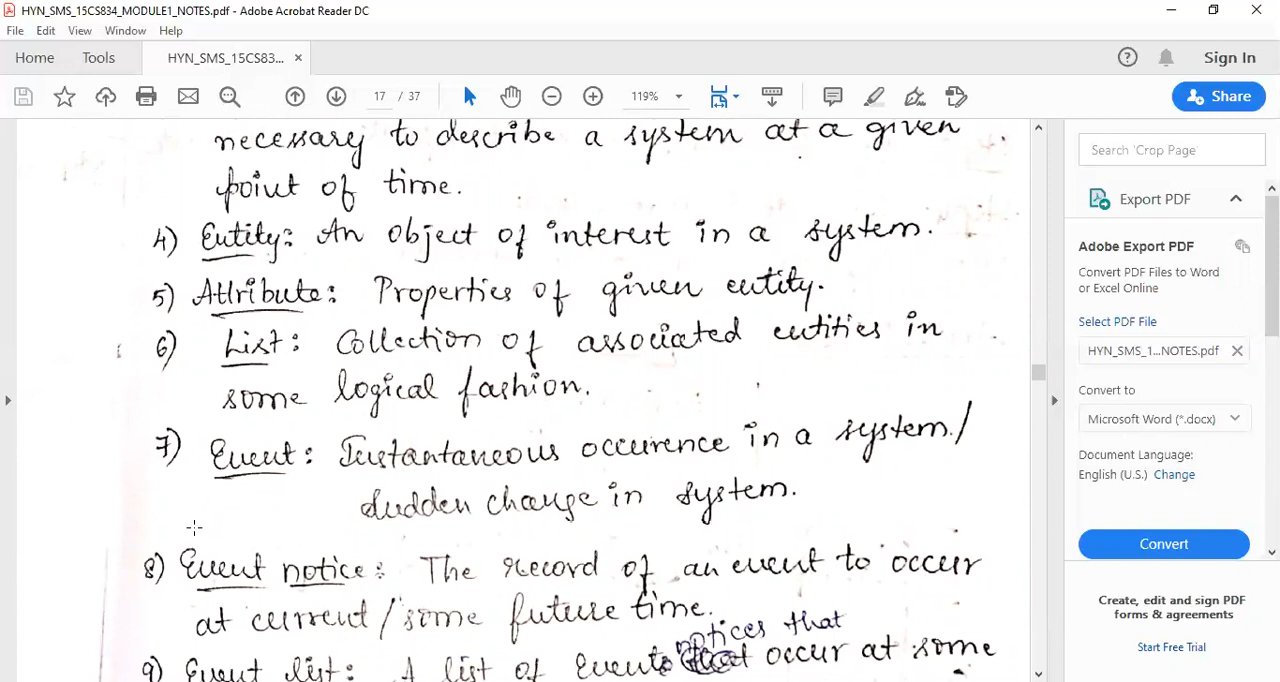 HYN_SMS_15CS834_MODULE1_NOTES.pdf - Adobe Acrobat Reader DC
File Edit View Window Help
Home Tools HYN_SMS_15CS83... × Sign In
17 / 37 119% Share
necessary to describe a system at a given
point of time.
4) Entity: An object of interest in a system.
5) Attribute: Properties of given entity.
6) List: Collection of associated entities in
some logical fashion.
7) Event: Instantaneous occurence in a system./
sudden change in system.
8) Event notice: The record of an event to occur
at current/some future time.
notices that
9) Event list: A list of Events occur at some
Search 'Crop Page'
Export PDF
Adobe Export PDF
Convert PDF Files to Word
or Excel Online
Select PDF File
HYN_SMS_1...NOTES.pdf ×
Convert to
Microsoft Word (*.docx)
Document Language:
English (U.S.) Change
Convert
Create, edit and sign PDF
forms & agreements
Start Free Trial